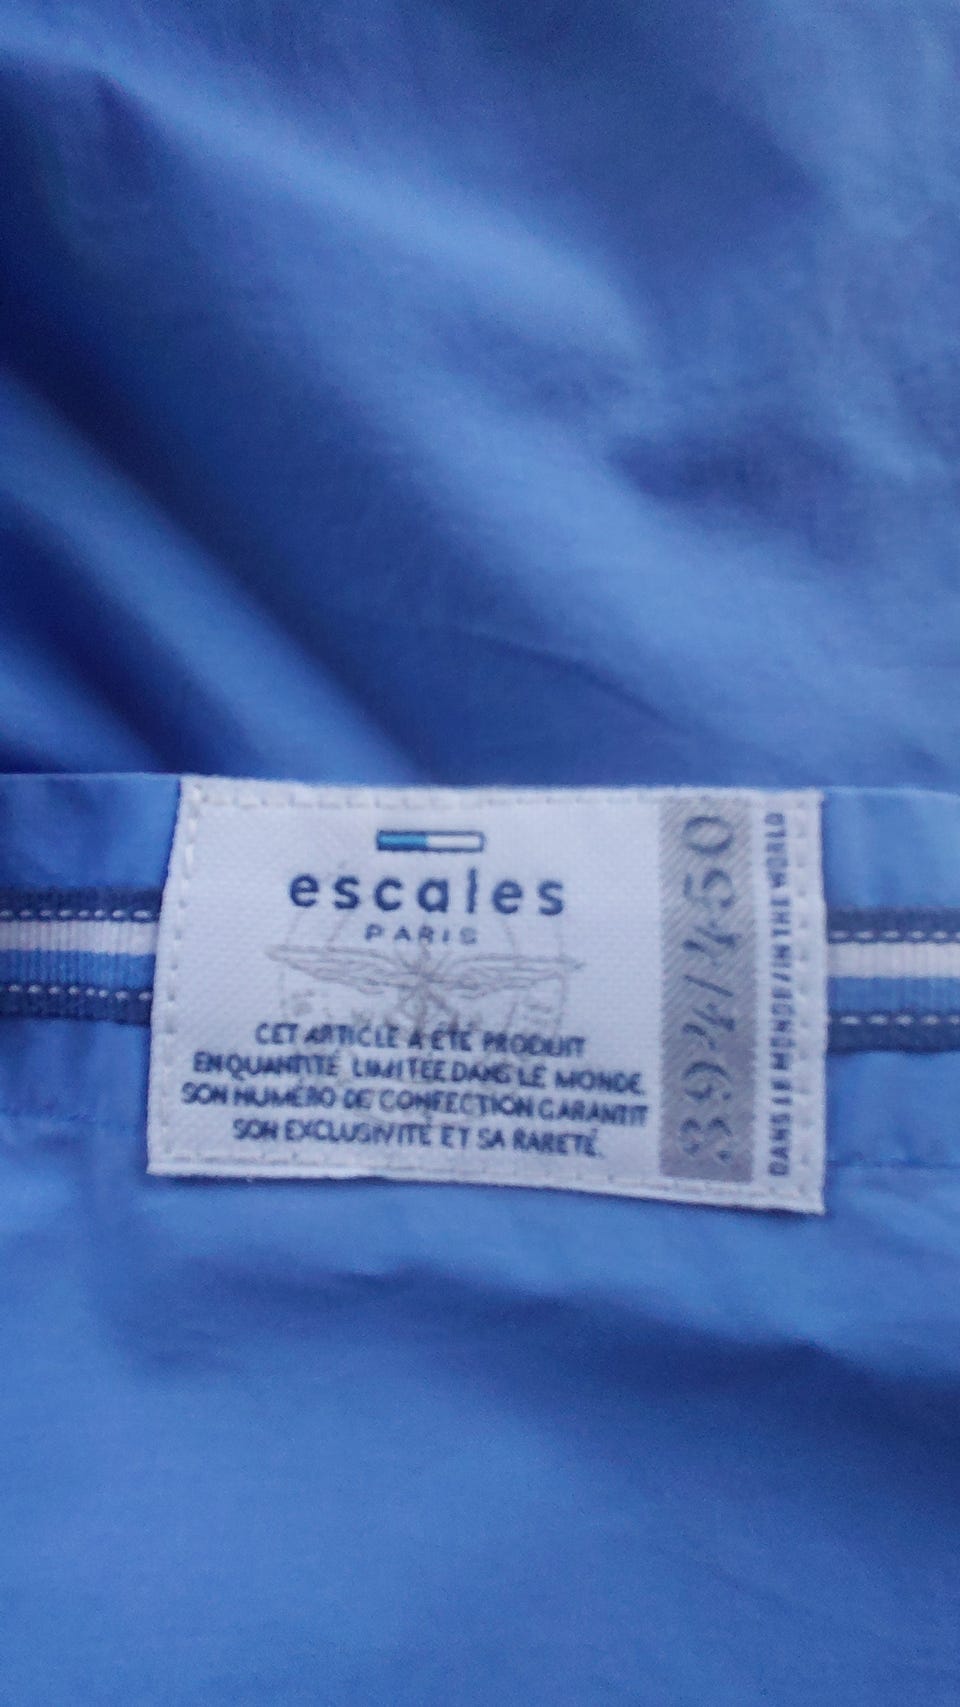 escales
PARIS
CET ARTICLE A ÉTÉ PRODUIT
EN QUANTITÉ LIMITÉE DANS LE MONDE.
SON NUMÉRO DE CONFECTION GARANTIT
SON EXCLUSIVITÉ ET SA RARETÉ.
394/450
DANS LE MONDE/IN THE WORLD